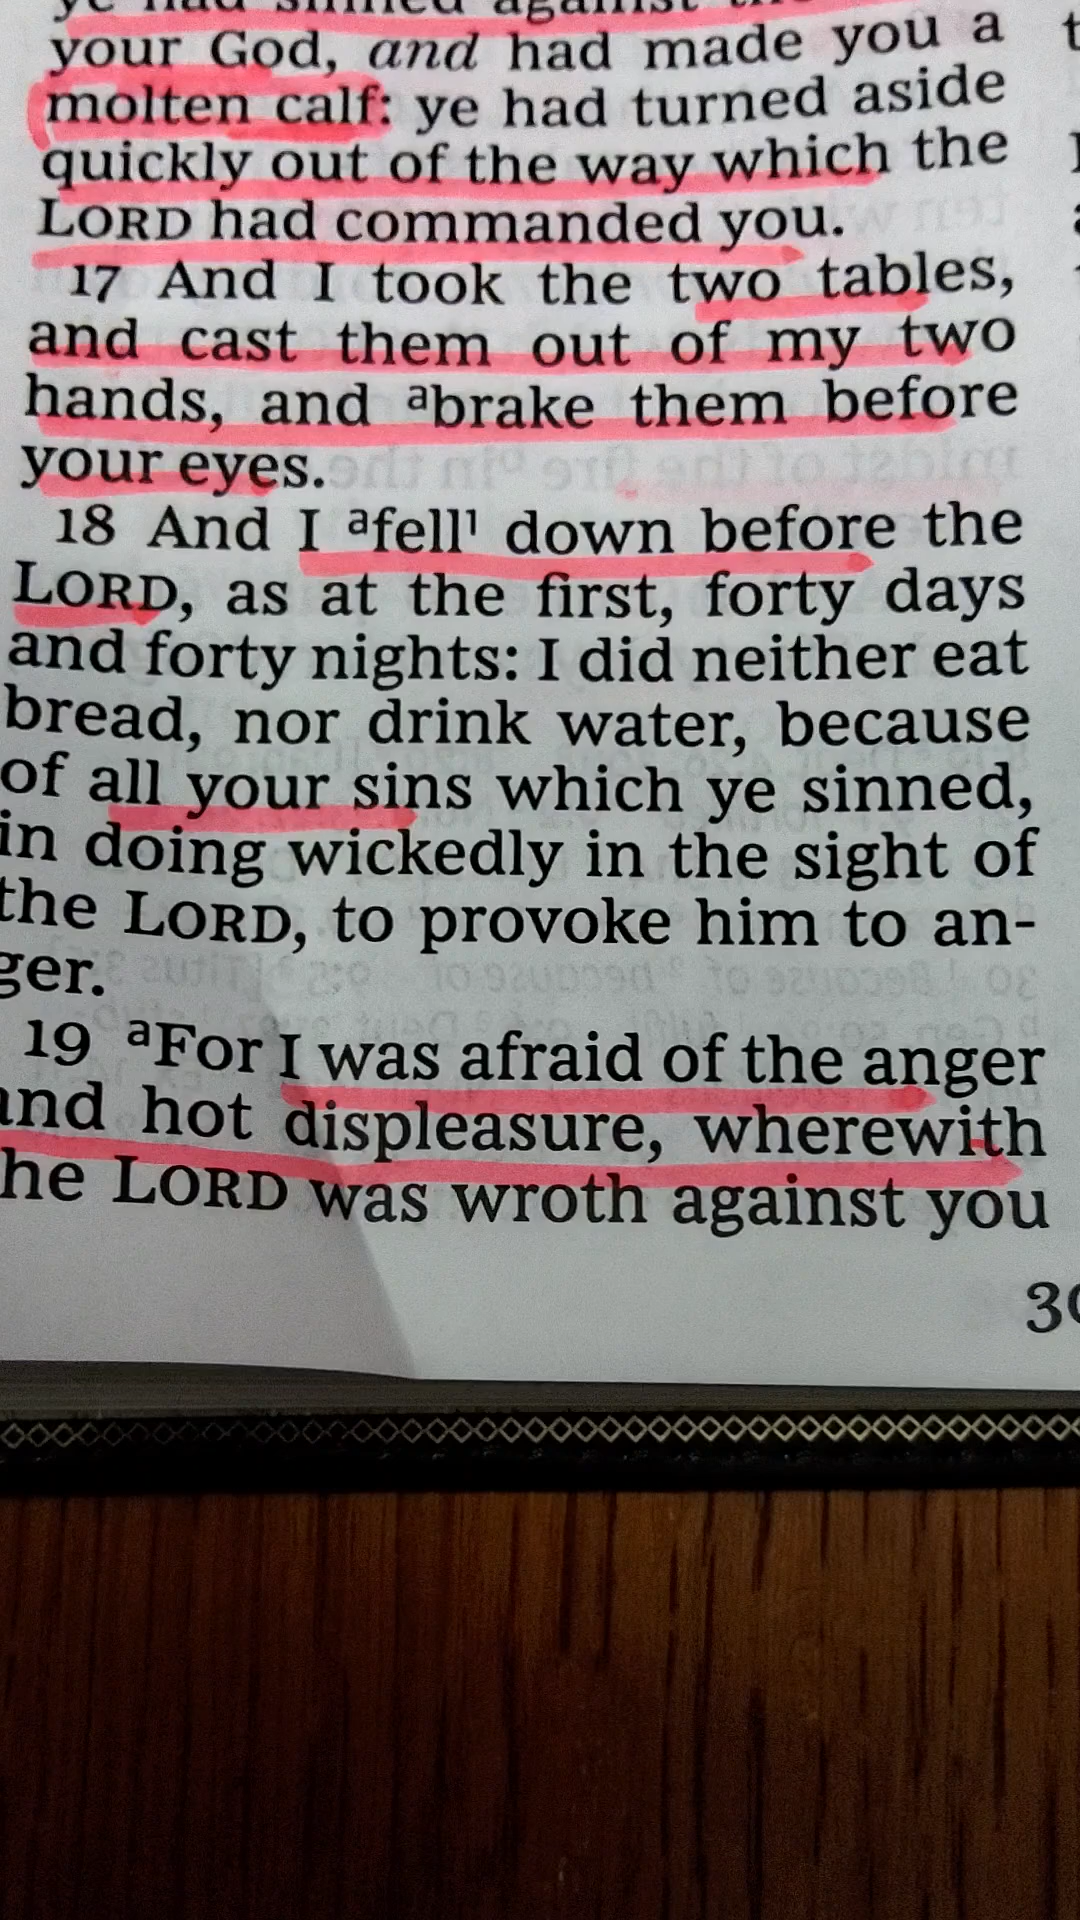 ye had sinned against the
your God, and had made you a
molten calf: ye had turned aside
quickly out of the way which the
LORD had commanded you.
17 And I took the two tables,
and cast them out of my two
hands, and ᵃbrake them before
your eyes.
18 And I ᵃfell¹ down before the
LORD, as at the first, forty days
and forty nights: I did neither eat
bread, nor drink water, because
of all your sins which ye sinned,
in doing wickedly in the sight of
the LORD, to provoke him to an-
ger.
19 ᵃFor I was afraid of the anger
and hot displeasure, wherewith
he LORD was wroth against you